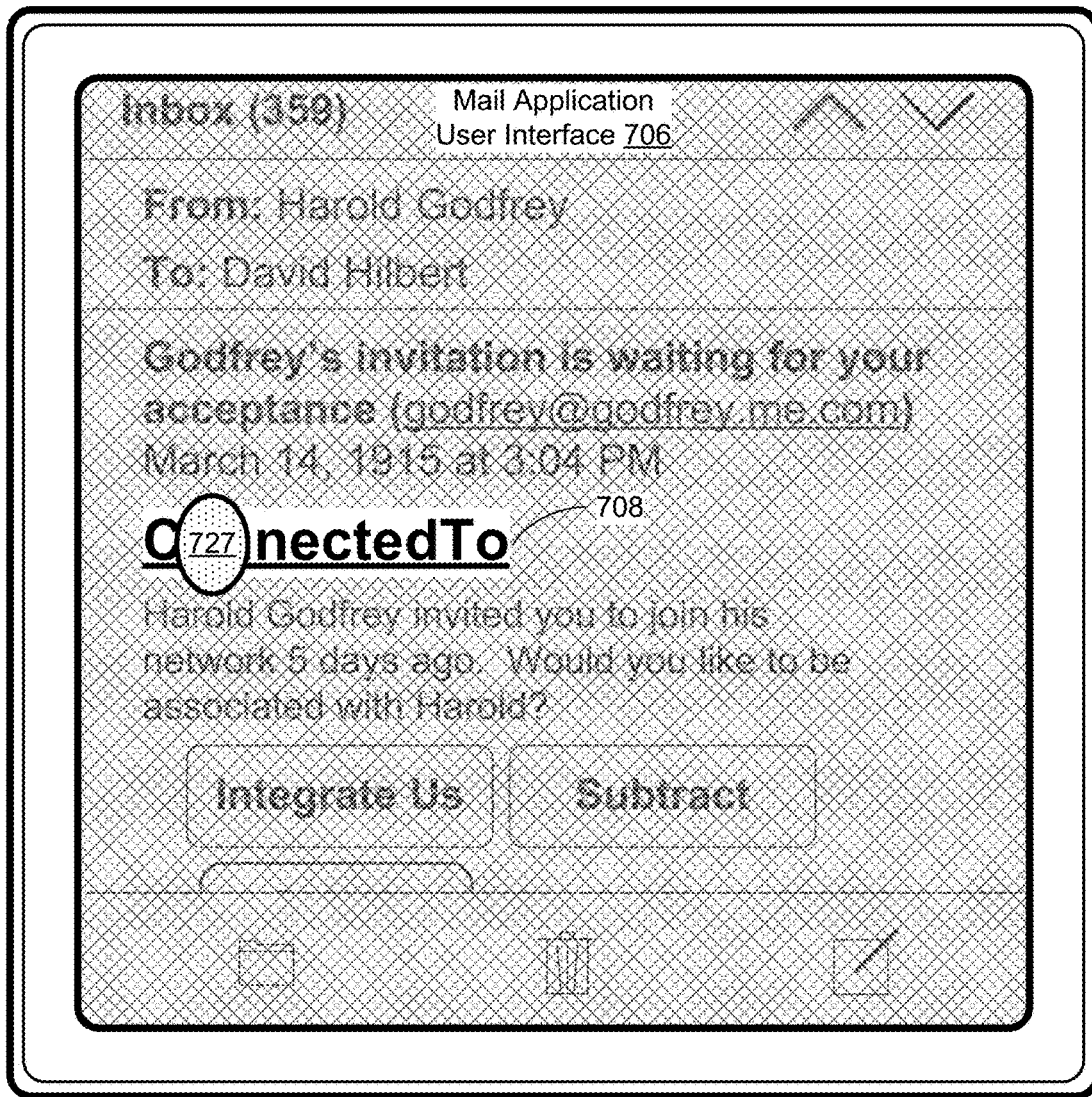 Inbox (359)
Mail Application
User Interface 706
From: Harold Godfrey
To: David Hilbert
Godfrey's invitation is waiting for your
acceptance (godfrey@godfrey.me.com)
March 14, 1915 at 3:04 PM
708
C 727 nnectedTo
Harold Godfrey invited you to join his
network 5 days ago. Would you like to be
associated with Harold?
Integrate Us Subtract